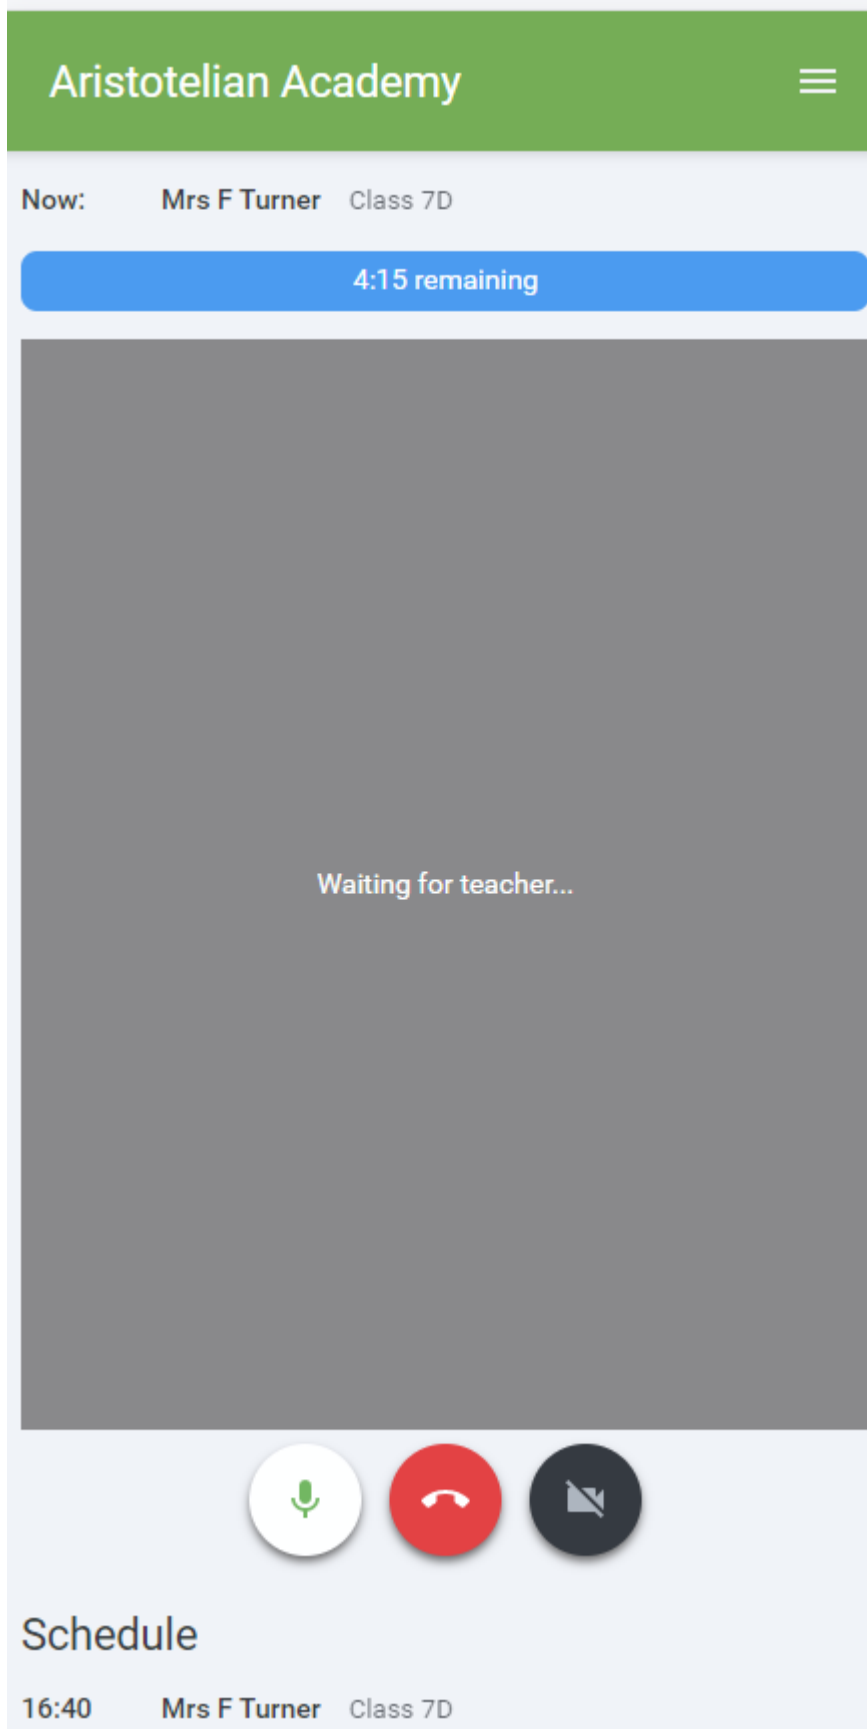 Aristotelian Academy
Now: Mrs F Turner Class 7D
4:15 remaining
Waiting for teacher...
Schedule
16:40 Mrs F Turner Class 7D